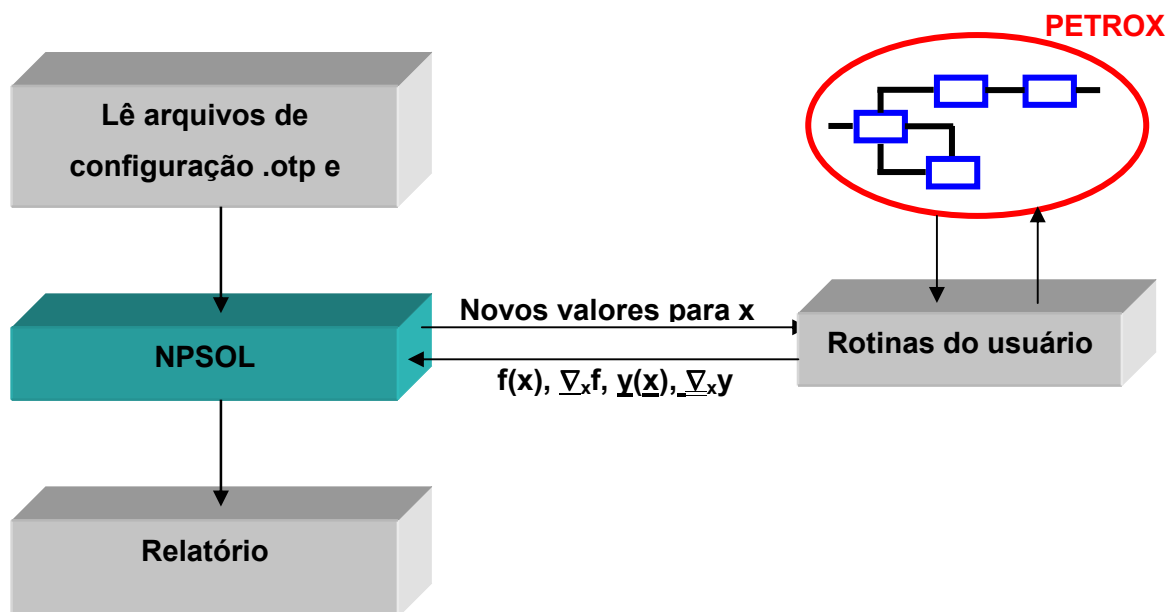 PETROX
Lê arquivos de
configuração .otp e
Novos valores para x
NPSOL
Rotinas do usuário
f(x), ∇ₓf, y(x), ∇ₓy
Relatório